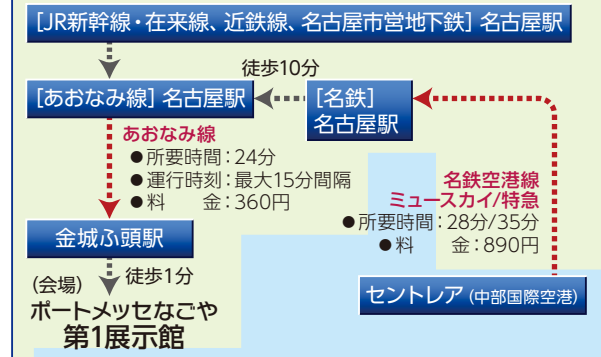 [JR新幹線・在来線、近鉄線、名古屋市営地下鉄] 名古屋駅
徒歩10分
[あおなみ線] 名古屋駅
[名鉄]
名古屋駅
あおなみ線
●所要時間：24分
●運行時刻：最大15分間隔
●料　　金：360円
名鉄空港線
ミュースカイ/特急
●所要時間：28分/35分
●料　　金：890円
金城ふ頭駅
徒歩1分
(会場)
ポートメッセなごや
第1展示館
セントレア (中部国際空港)